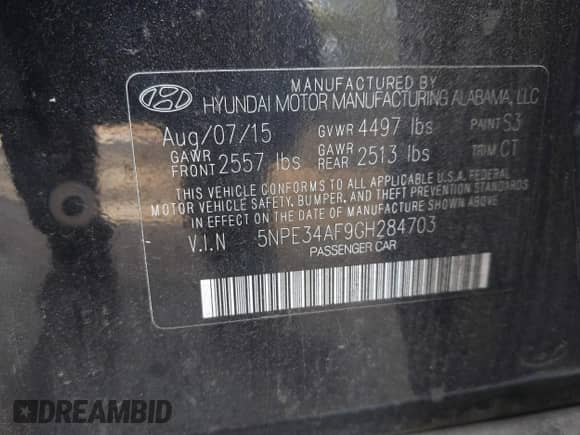 MANUFACTURED BY
HYUNDAI MOTOR MANUFACTURING ALABAMA, LLC
Aug/07/15 GVWR 4497 lbs PAINT S3
GAWR FRONT 2557 lbs GAWR REAR 2513 lbs TRIM CT
THIS VEHICLE CONFORMS TO ALL APPLICABLE U.S.A. FEDERAL
MOTOR VEHICLE SAFETY, BUMPER, AND THEFT PREVENTION STANDARDS
IN EFFECT ON THE DATE OF MANUFACTURE SHOWN ABOVE.
V.I.N 5NPE34AF9GH284703
PASSENGER CAR
DREAMBID